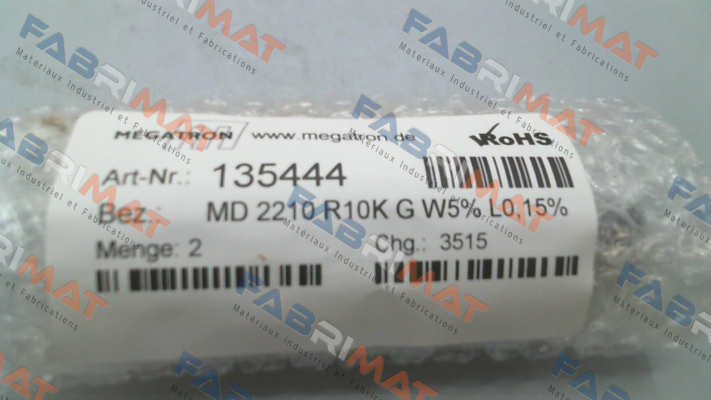 MEGATRON www.megatron.de RoHS
Art-Nr.: 135444
Bez.: MD 2210 R10K G W5% L0,15%
Menge: 2 Chg.: 3515
FABRIMAT
Materiaux Industriel et Fabrications